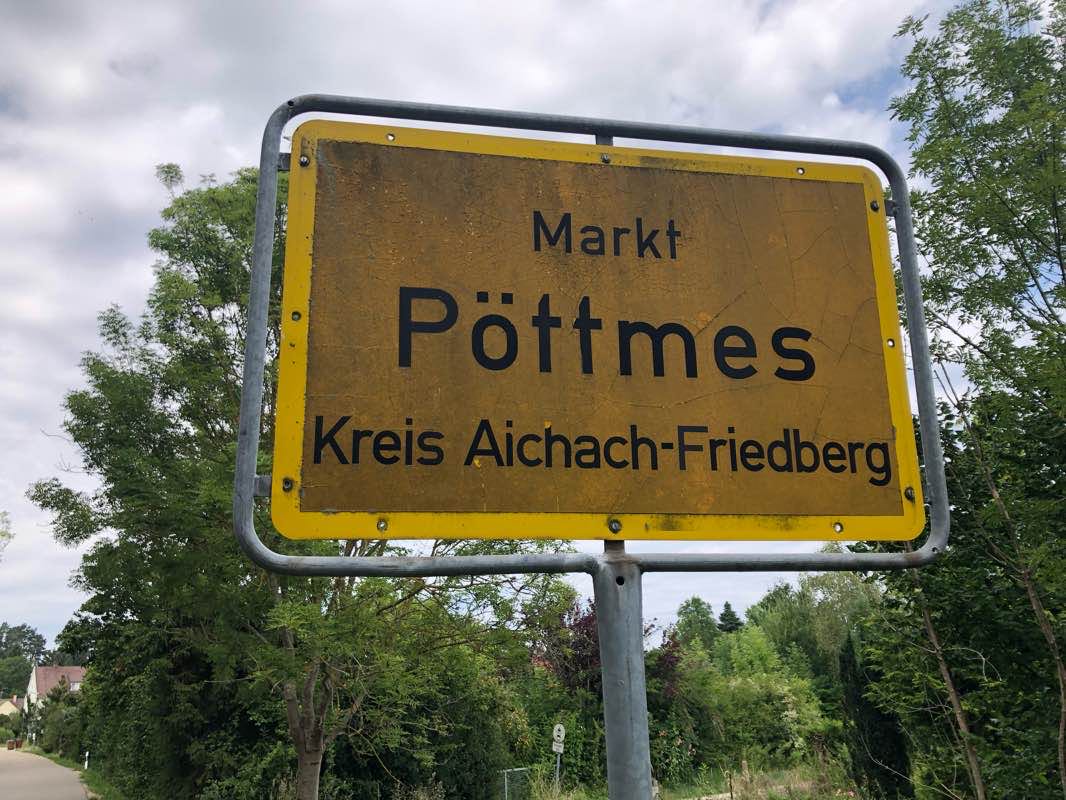 Markt
Pöttmes
Kreis Aichach-Friedberg